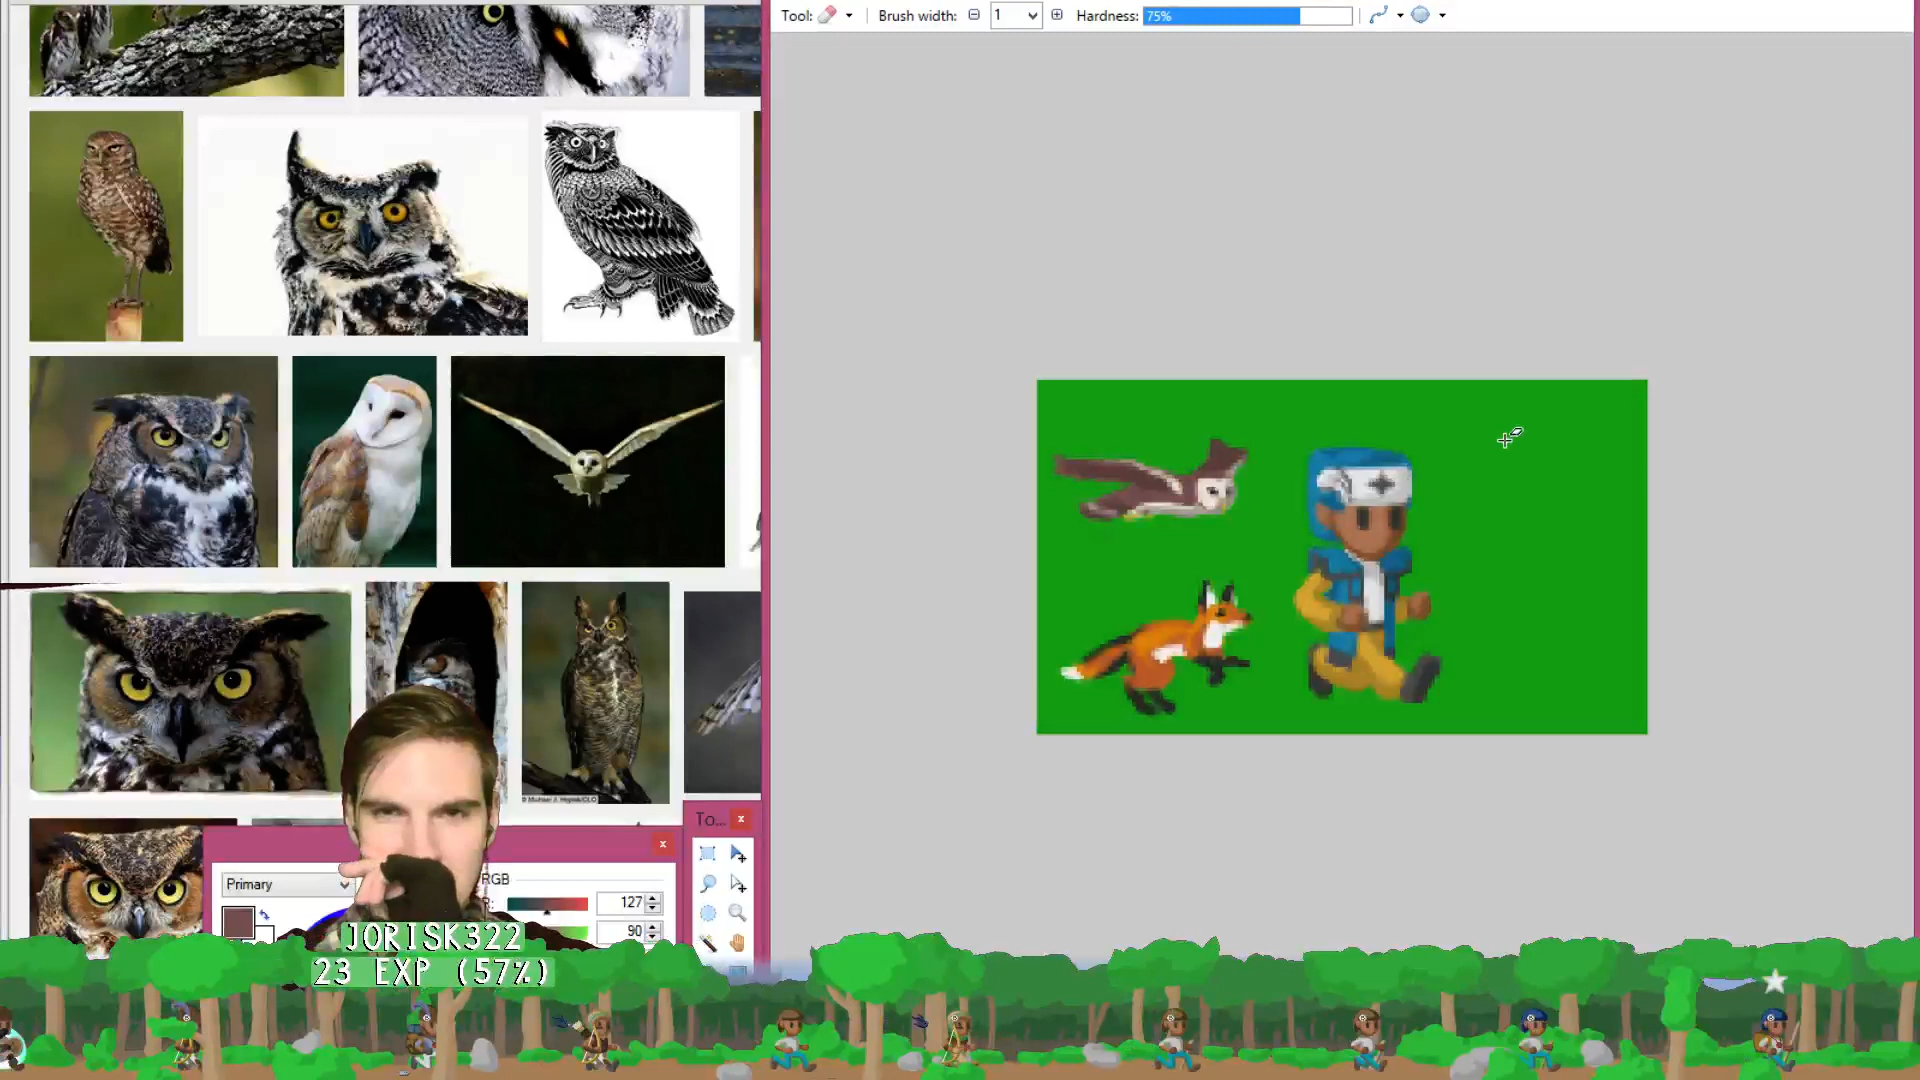 Tool:
Brush width:
1
Hardness:
75%
To...
Primary
RGB
R:
127
90
JORISK322
23 EXP (57%)